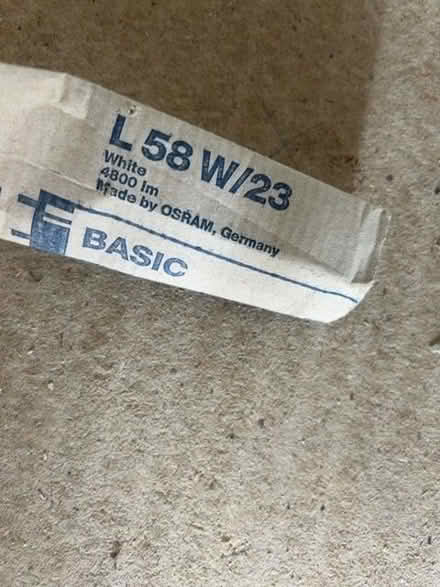 L 58 W/23
White
4800 lm
Made by OSRAM, Germany
BASIC